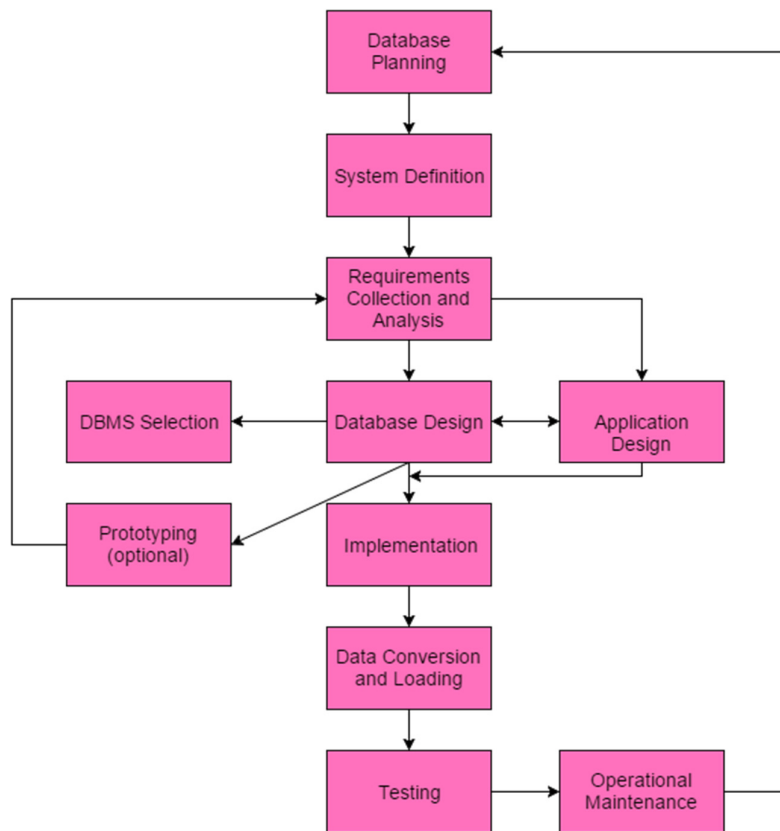 Database
Planning
System Definition
Requirements
Collection and
Analysis
DBMS Selection
Database Design
Application
Design
Prototyping
(optional)
Implementation
Data Conversion
and Loading
Testing
Operational
Maintenance